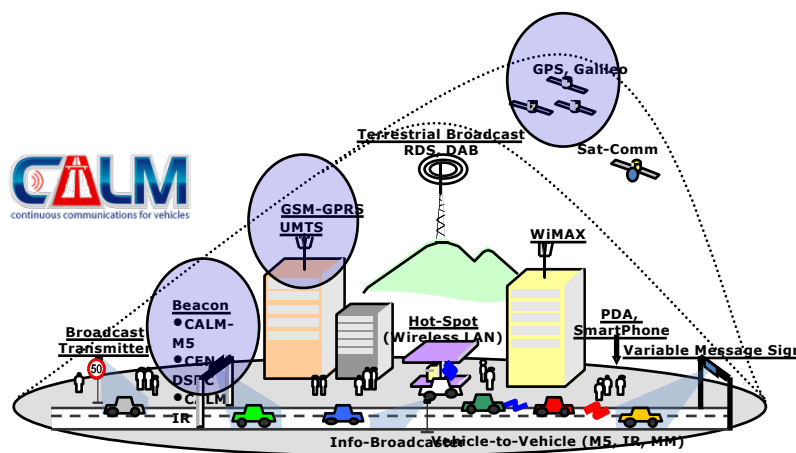 GPS, Galileo
Terrestrial Broadcast
RDS, DAB
Sat-Comm
CALM
continuous communications for vehicles
GSM-GPRS
UMTS
WiMAX
Beacon
•CALM-
M5
•CEN
DSRC
•CALM
IR
Broadcast
Transmitter
50
Hot-Spot
(Wireless LAN)
PDA,
SmartPhone
Variable Message Sign
Info-Broadcaster
Vehicle-to-Vehicle (M5, IR, MM)